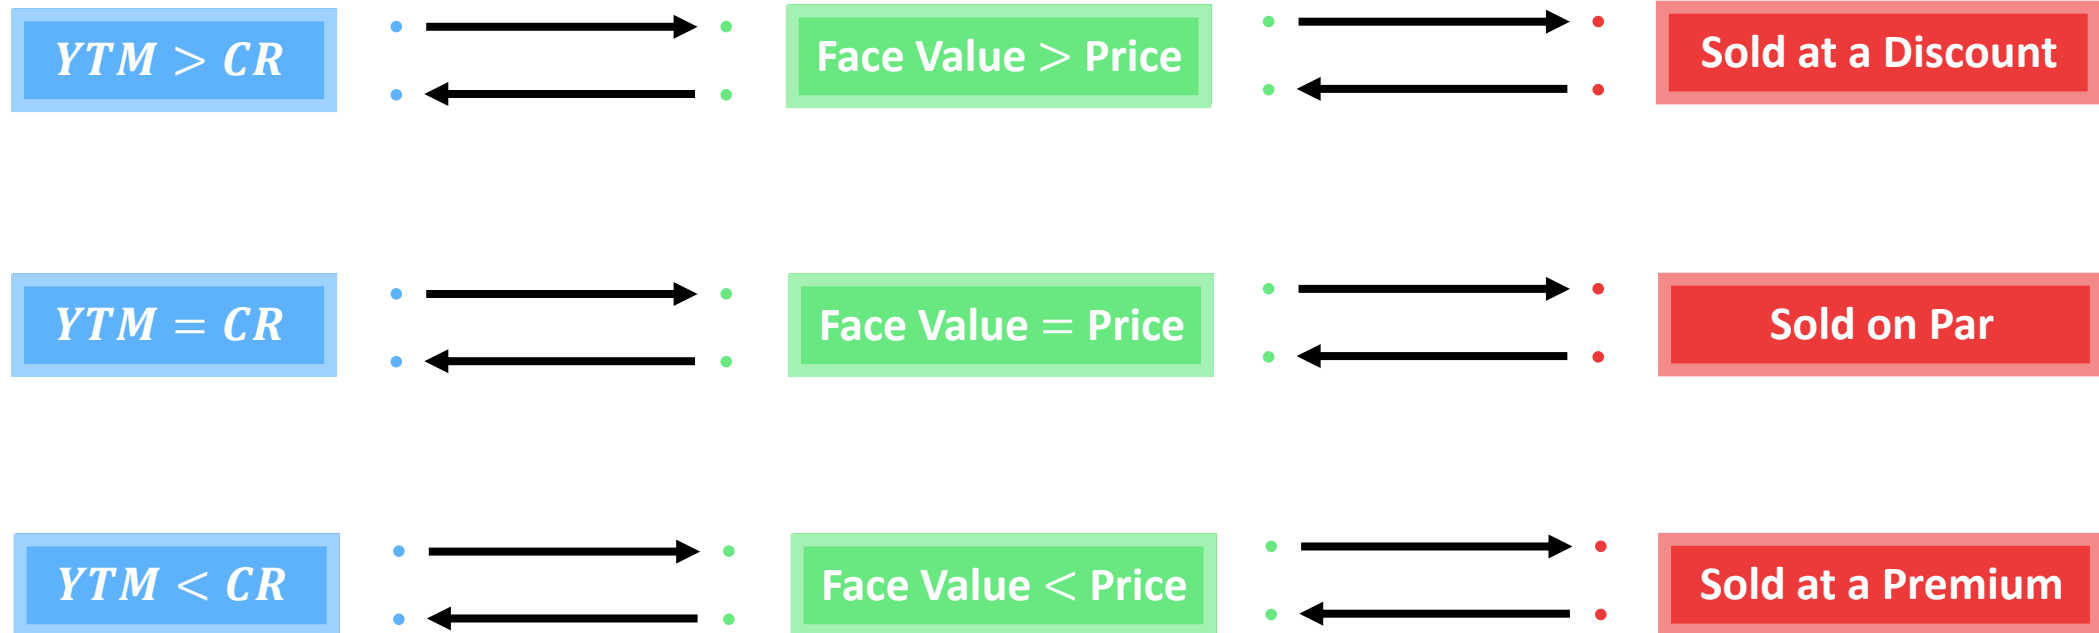 YTM > CR
Face Value > Price
Sold at a Discount
YTM = CR
Face Value = Price
Sold on Par
YTM < CR
Face Value < Price
Sold at a Premium